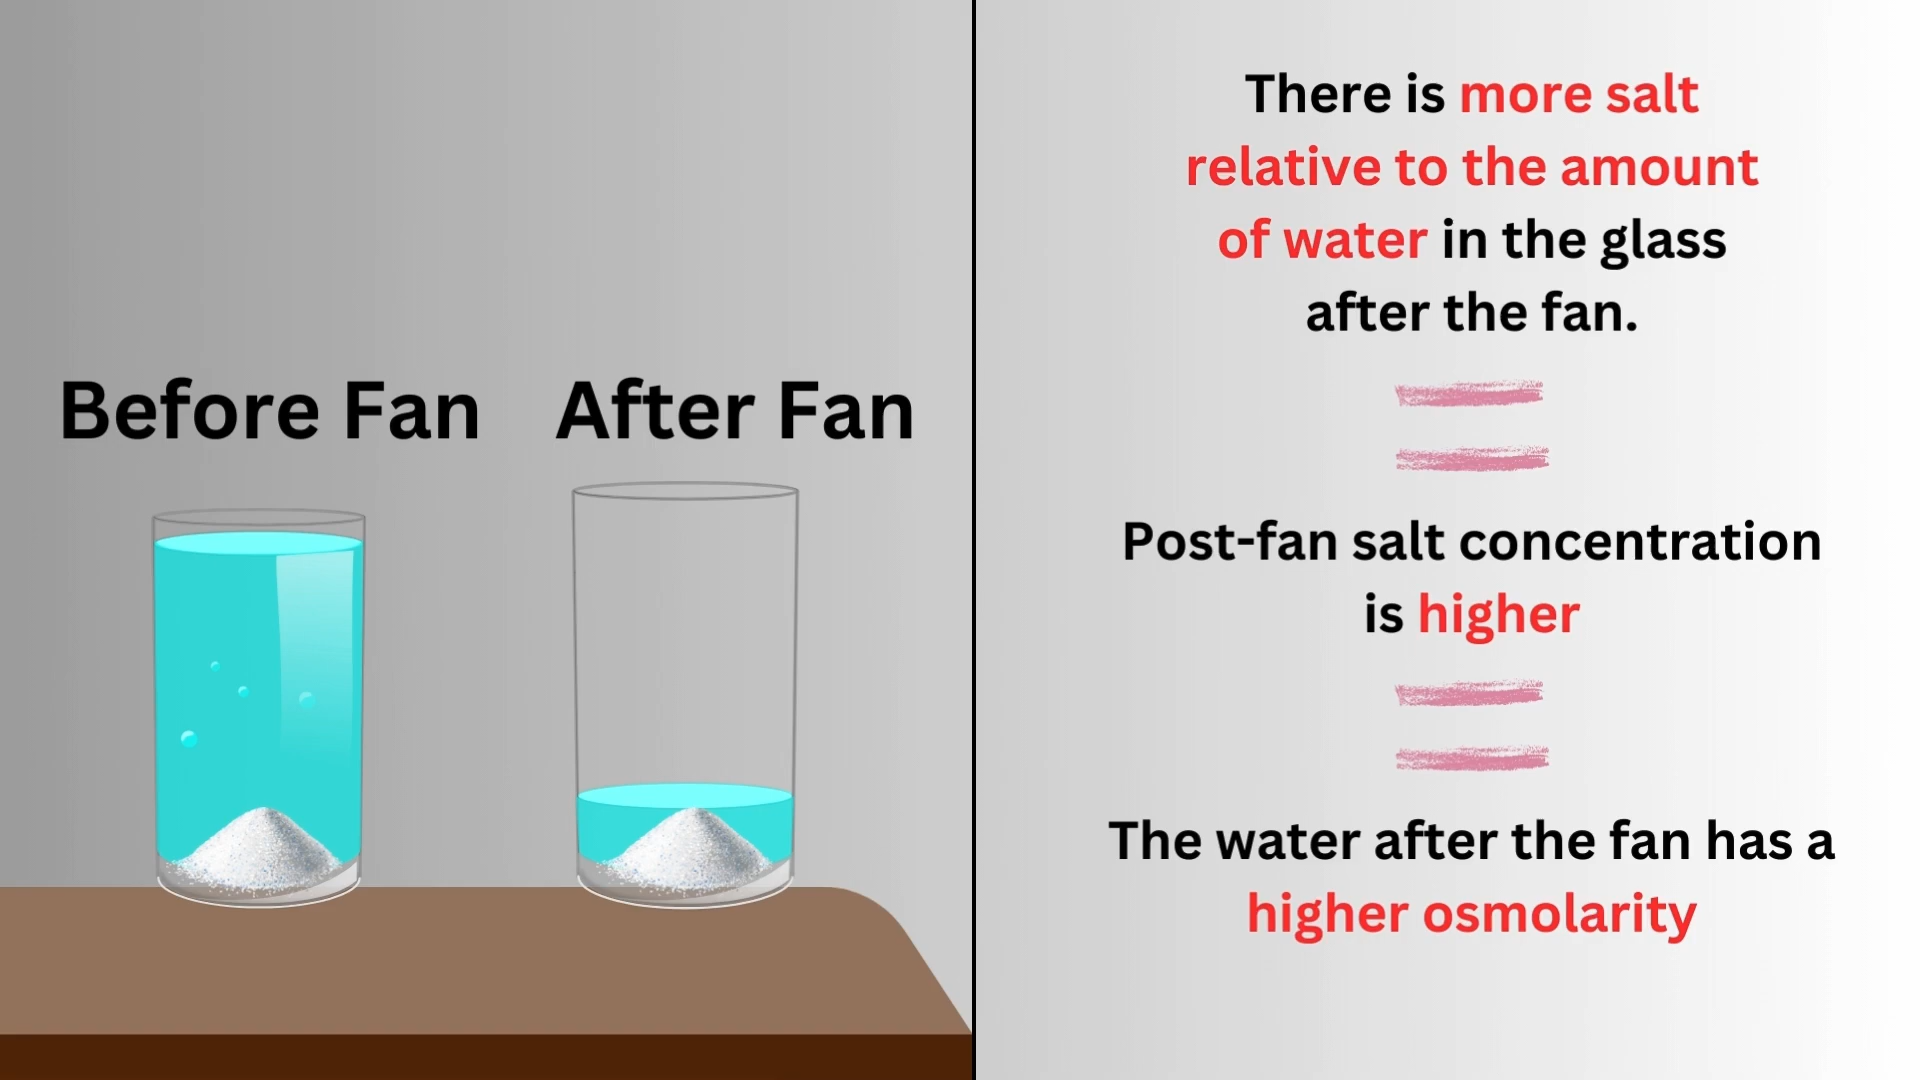 Before Fan
After Fan
There is more salt
relative to the amount
of water in the glass
after the fan.
Post-fan salt concentration
is higher
The water after the fan has a
higher osmolarity